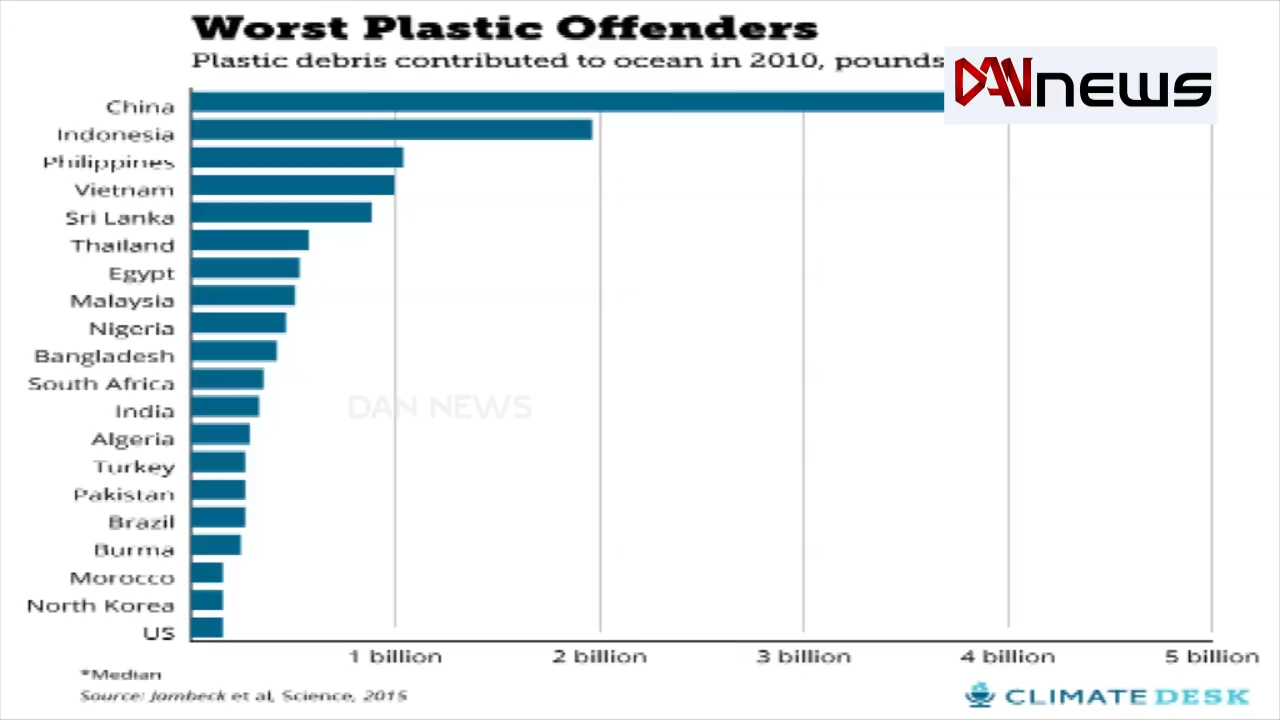 Worst Plastic Offenders
Plastic debris contributed to ocean in 2010, pounds
DAN news
China
Indonesia
Philippines
Vietnam
Sri Lanka
Thailand
Egypt
Malaysia
Nigeria
Bangladesh
South Africa
India
DAN NEWS
Algeria
Turkey
Pakistan
Brazil
Burma
Morocco
North Korea
US
1 billion 2 billion 3 billion 4 billion 5 billion
*Median
Source: Jambeck et al, Science, 2015
CLIMATE DESK